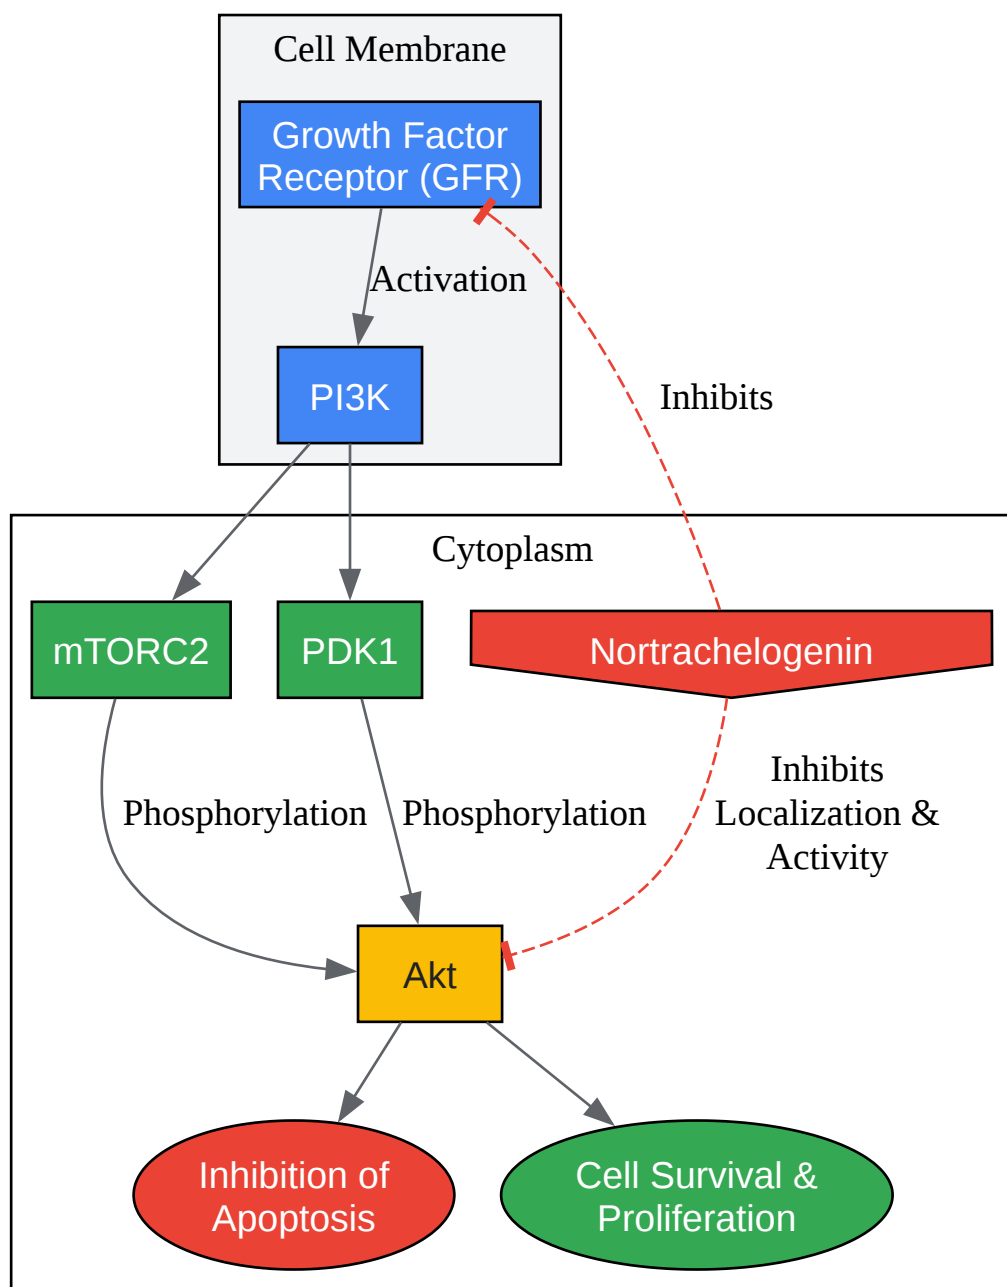 Cell Membrane
Growth Factor
Receptor (GFR)
Activation
PI3K
Inhibits
Cytoplasm
mTORC2
PDK1
Nortrachelogenin
Phosphorylation
Phosphorylation
Inhibits
Localization &
Activity
Akt
Inhibition of
Apoptosis
Cell Survival &
Proliferation